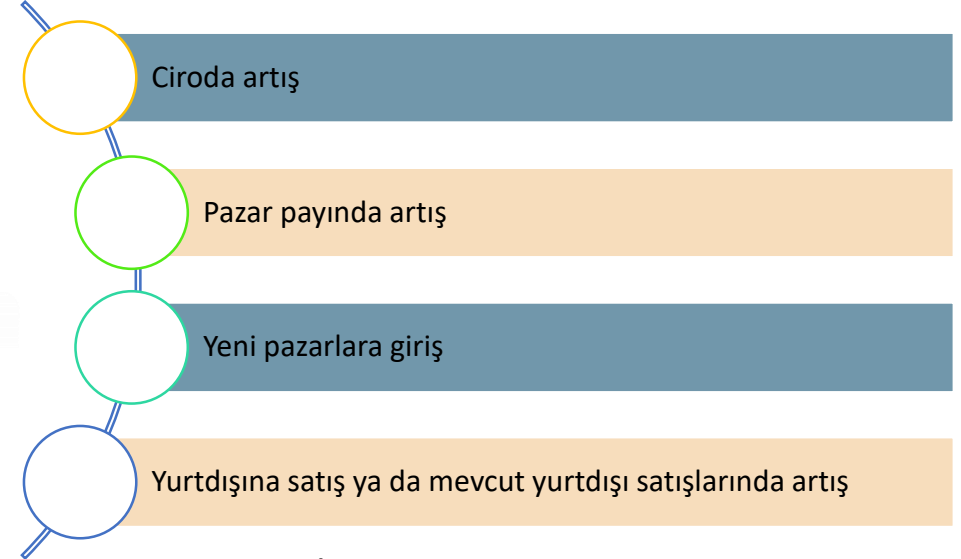 Ciroda artış
Pazar payında artış
Yeni pazarlara giriş
Yurtdışına satış ya da mevcut yurtdışı satışlarında artış